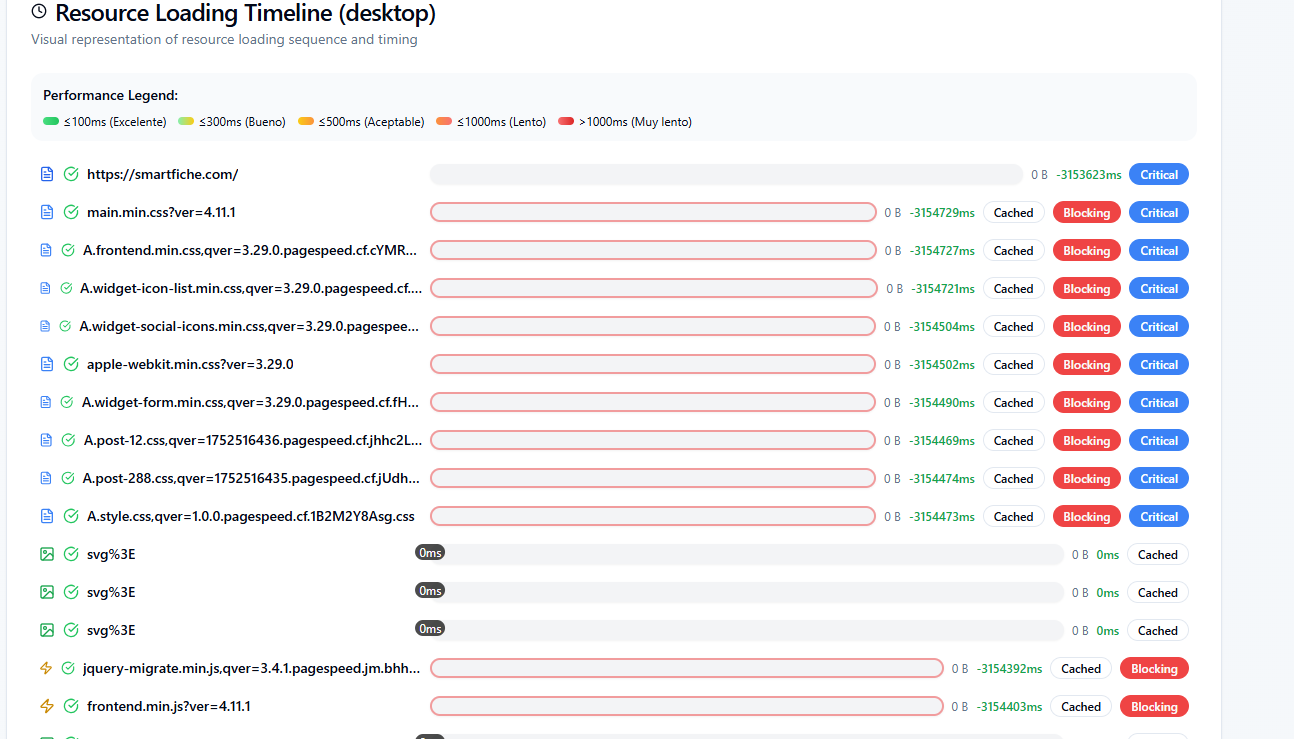 Resource Loading Timeline (desktop)
Visual representation of resource loading sequence and timing
Performance Legend:
≤100ms (Excelente) ≤300ms (Bueno) ≤500ms (Aceptable) ≤1000ms (Lento) >1000ms (Muy lento)
https://smartfiche.com/ 0 B -3153623ms Critical
main.min.css?ver=4.11.1 0 B -3154729ms Cached Blocking Critical
A.frontend.min.css,qver=3.29.0.pagespeed.cf.cYMR... 0 B -3154727ms Cached Blocking Critical
A.widget-icon-list.min.css,qver=3.29.0.pagespeed.cf.... 0 B -3154721ms Cached Blocking Critical
A.widget-social-icons.min.css,qver=3.29.0.pagespee... 0 B -3154504ms Cached Blocking Critical
apple-webkit.min.css?ver=3.29.0 0 B -3154502ms Cached Blocking Critical
A.widget-form.min.css,qver=3.29.0.pagespeed.cf.fH... 0 B -3154490ms Cached Blocking Critical
A.post-12.css,qver=1752516436.pagespeed.cf.jhhc2L... 0 B -3154469ms Cached Blocking Critical
A.post-288.css,qver=1752516435.pagespeed.cf.jUdh... 0 B -3154474ms Cached Blocking Critical
A.style.css,qver=1.0.0.pagespeed.cf.1B2M2Y8Asg.css 0 B -3154473ms Cached Blocking Critical
svg%3E 0ms 0 B 0ms Cached
svg%3E 0ms 0 B 0ms Cached
svg%3E 0ms 0 B 0ms Cached
jquery-migrate.min.js,qver=3.4.1.pagespeed.jm.bhh... 0 B -3154392ms Cached Blocking
frontend.min.js?ver=4.11.1 0 B -3154403ms Cached Blocking